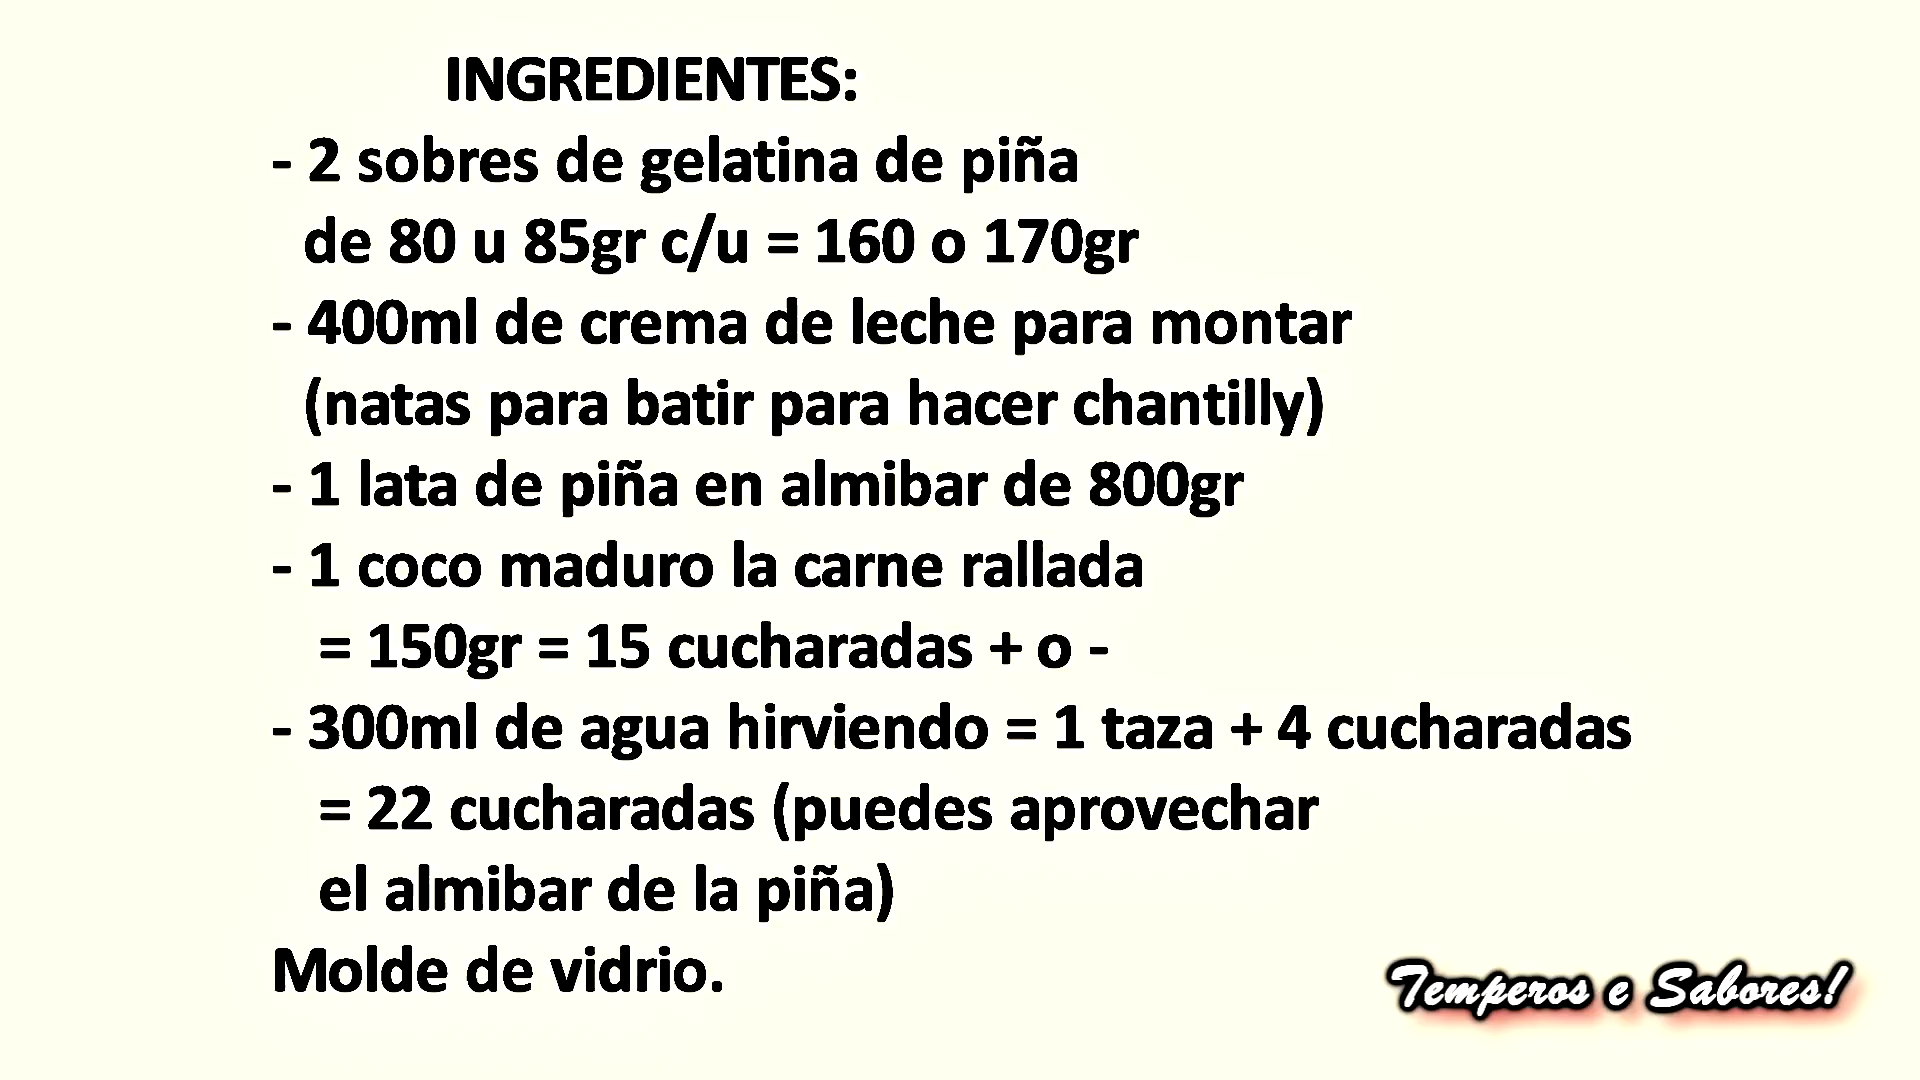 INGREDIENTES:
- 2 sobres de gelatina de piña
de 80 u 85gr c/u = 160 o 170gr
- 400ml de crema de leche para montar
(natas para batir para hacer chantilly)
- 1 lata de piña en almibar de 800gr
- 1 coco maduro la carne rallada
= 150gr = 15 cucharadas + o -
- 300ml de agua hirviendo = 1 taza + 4 cucharadas
= 22 cucharadas (puedes aprovechar
el almibar de la piña)
Molde de vidrio.
Temperos e Sabores!